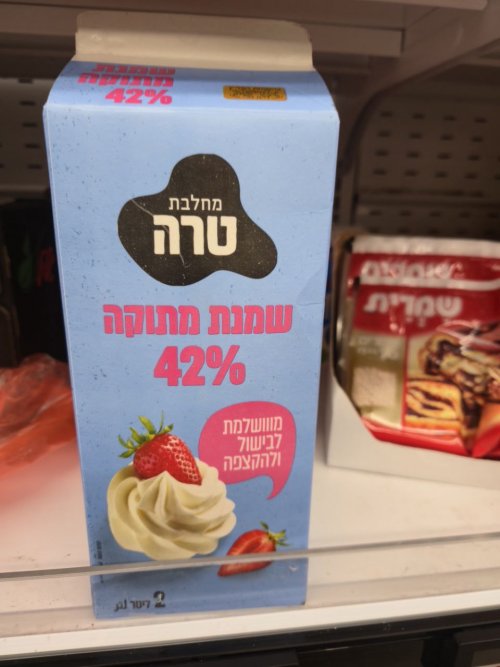 שמנת
מתוקה
42%
מחלבת
טרה
שמנת מתוקה
42%
מוושלמת
לבישול
ולהקצפה
2 ליטר
שמרית